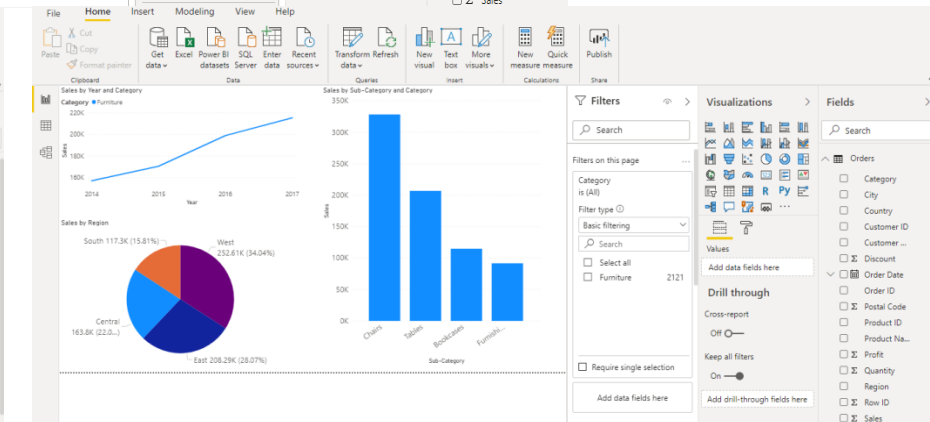 Σ Sales
File Home Insert Modeling View Help
Paste
Cut
Copy
Format painter
Clipboard
Get data
Excel
Power BI datasets
SQL Server
Enter data
Recent sources
Data
Transform data
Refresh
Queries
New visual
Text box
More visuals
Insert
New measure
Quick measure
Calculations
Publish
Share
Sales by Year and Category
Category Furniture
220K
200K
180K
160K
Sales
2014 2015 2016 2017
Year
Sales by Region
South 117.3K (15.81%)
West
252.61K (34.04%)
Central
163.8K (22.0...)
East 208.29K (28.07%)
Sales by Sub-Category and Category
350K
300K
250K
200K
150K
100K
50K
0K
Sales
Chairs Tables Bookcases Furnishi...
Sub-Category
Filters
Search
Filters on this page ...
Category
is (All)
Filter type
Basic filtering
Search
Select all
Furniture 2121
Require single selection
Add data fields here
Visualizations
R Py
...
Values
Add data fields here
Drill through
Cross-report
Off
Keep all filters
On
Add drill-through fields here
Fields
Search
Orders
Category
City
Country
Customer ID
Customer ...
Σ Discount
Order Date
Order ID
Σ Postal Code
Product ID
Product Na...
Σ Profit
Σ Quantity
Region
Σ Row ID
Σ Sales